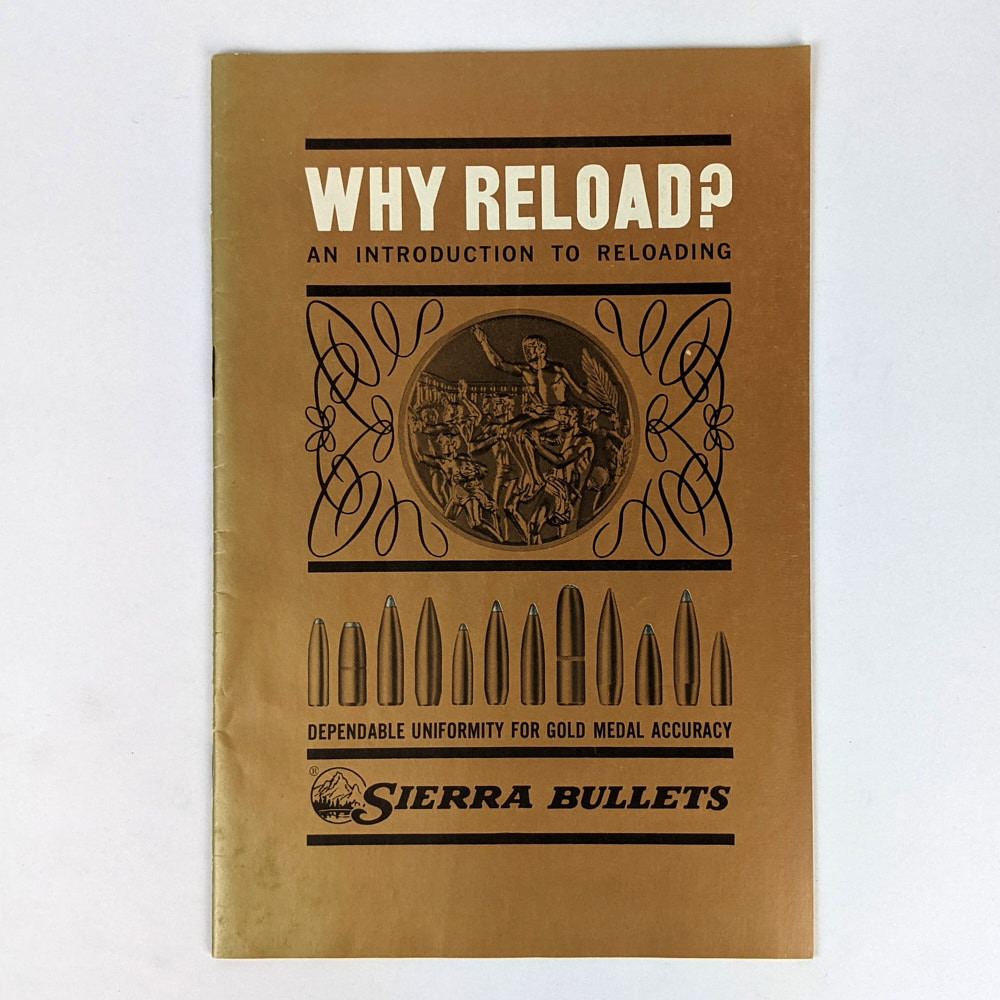 WHY RELOAD?
AN INTRODUCTION TO RELOADING
DEPENDABLE UNIFORMITY FOR GOLD MEDAL ACCURACY
® SIERRA BULLETS